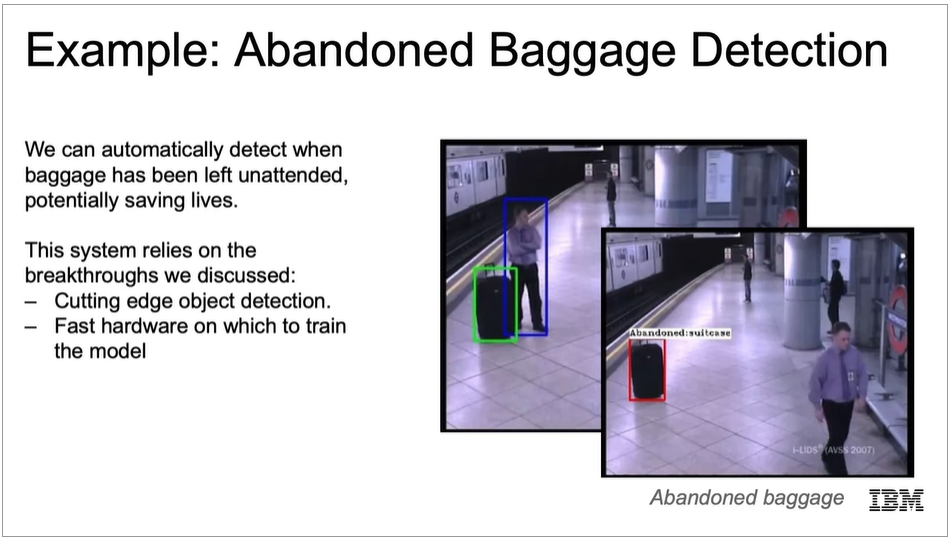 Example: Abandoned Baggage Detection
We can automatically detect when
baggage has been left unattended,
potentially saving lives.
This system relies on the
breakthroughs we discussed:
– Cutting edge object detection.
– Fast hardware on which to train
the model
Abandoned:suitcase
i-LIDS® (AVSS 2007)
Abandoned baggage
IBM